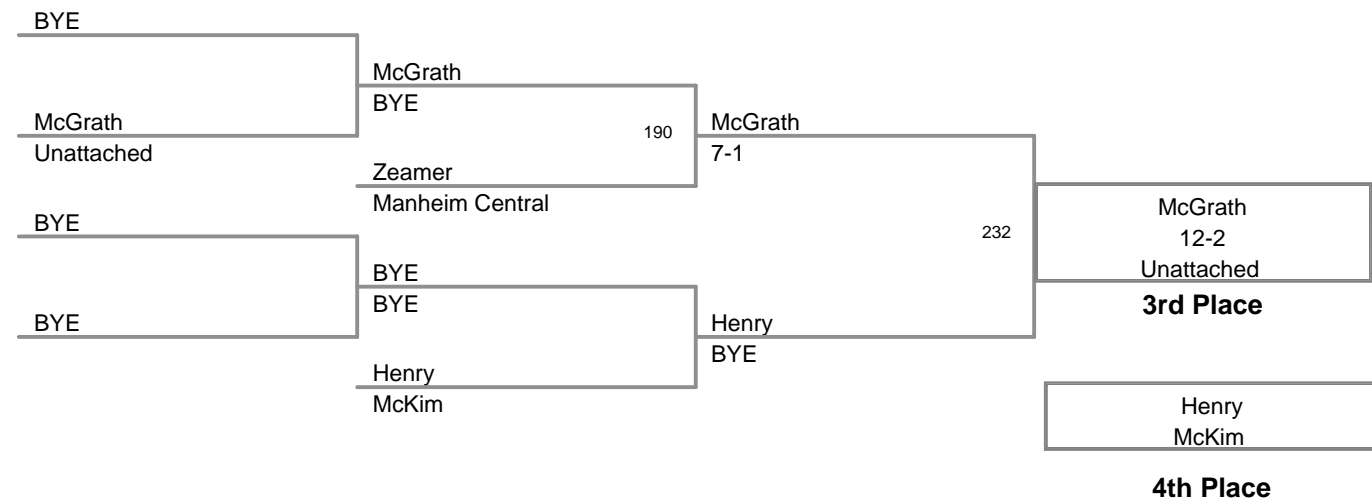 BYE
McGrath
BYE
McGrath
Unattached
190
McGrath
7-1
Zeamer
Manheim Central
BYE
232
McGrath
12-2
Unattached
3rd Place
BYE
BYE
BYE
Henry
BYE
Henry
McKim
Henry
McKim
4th Place